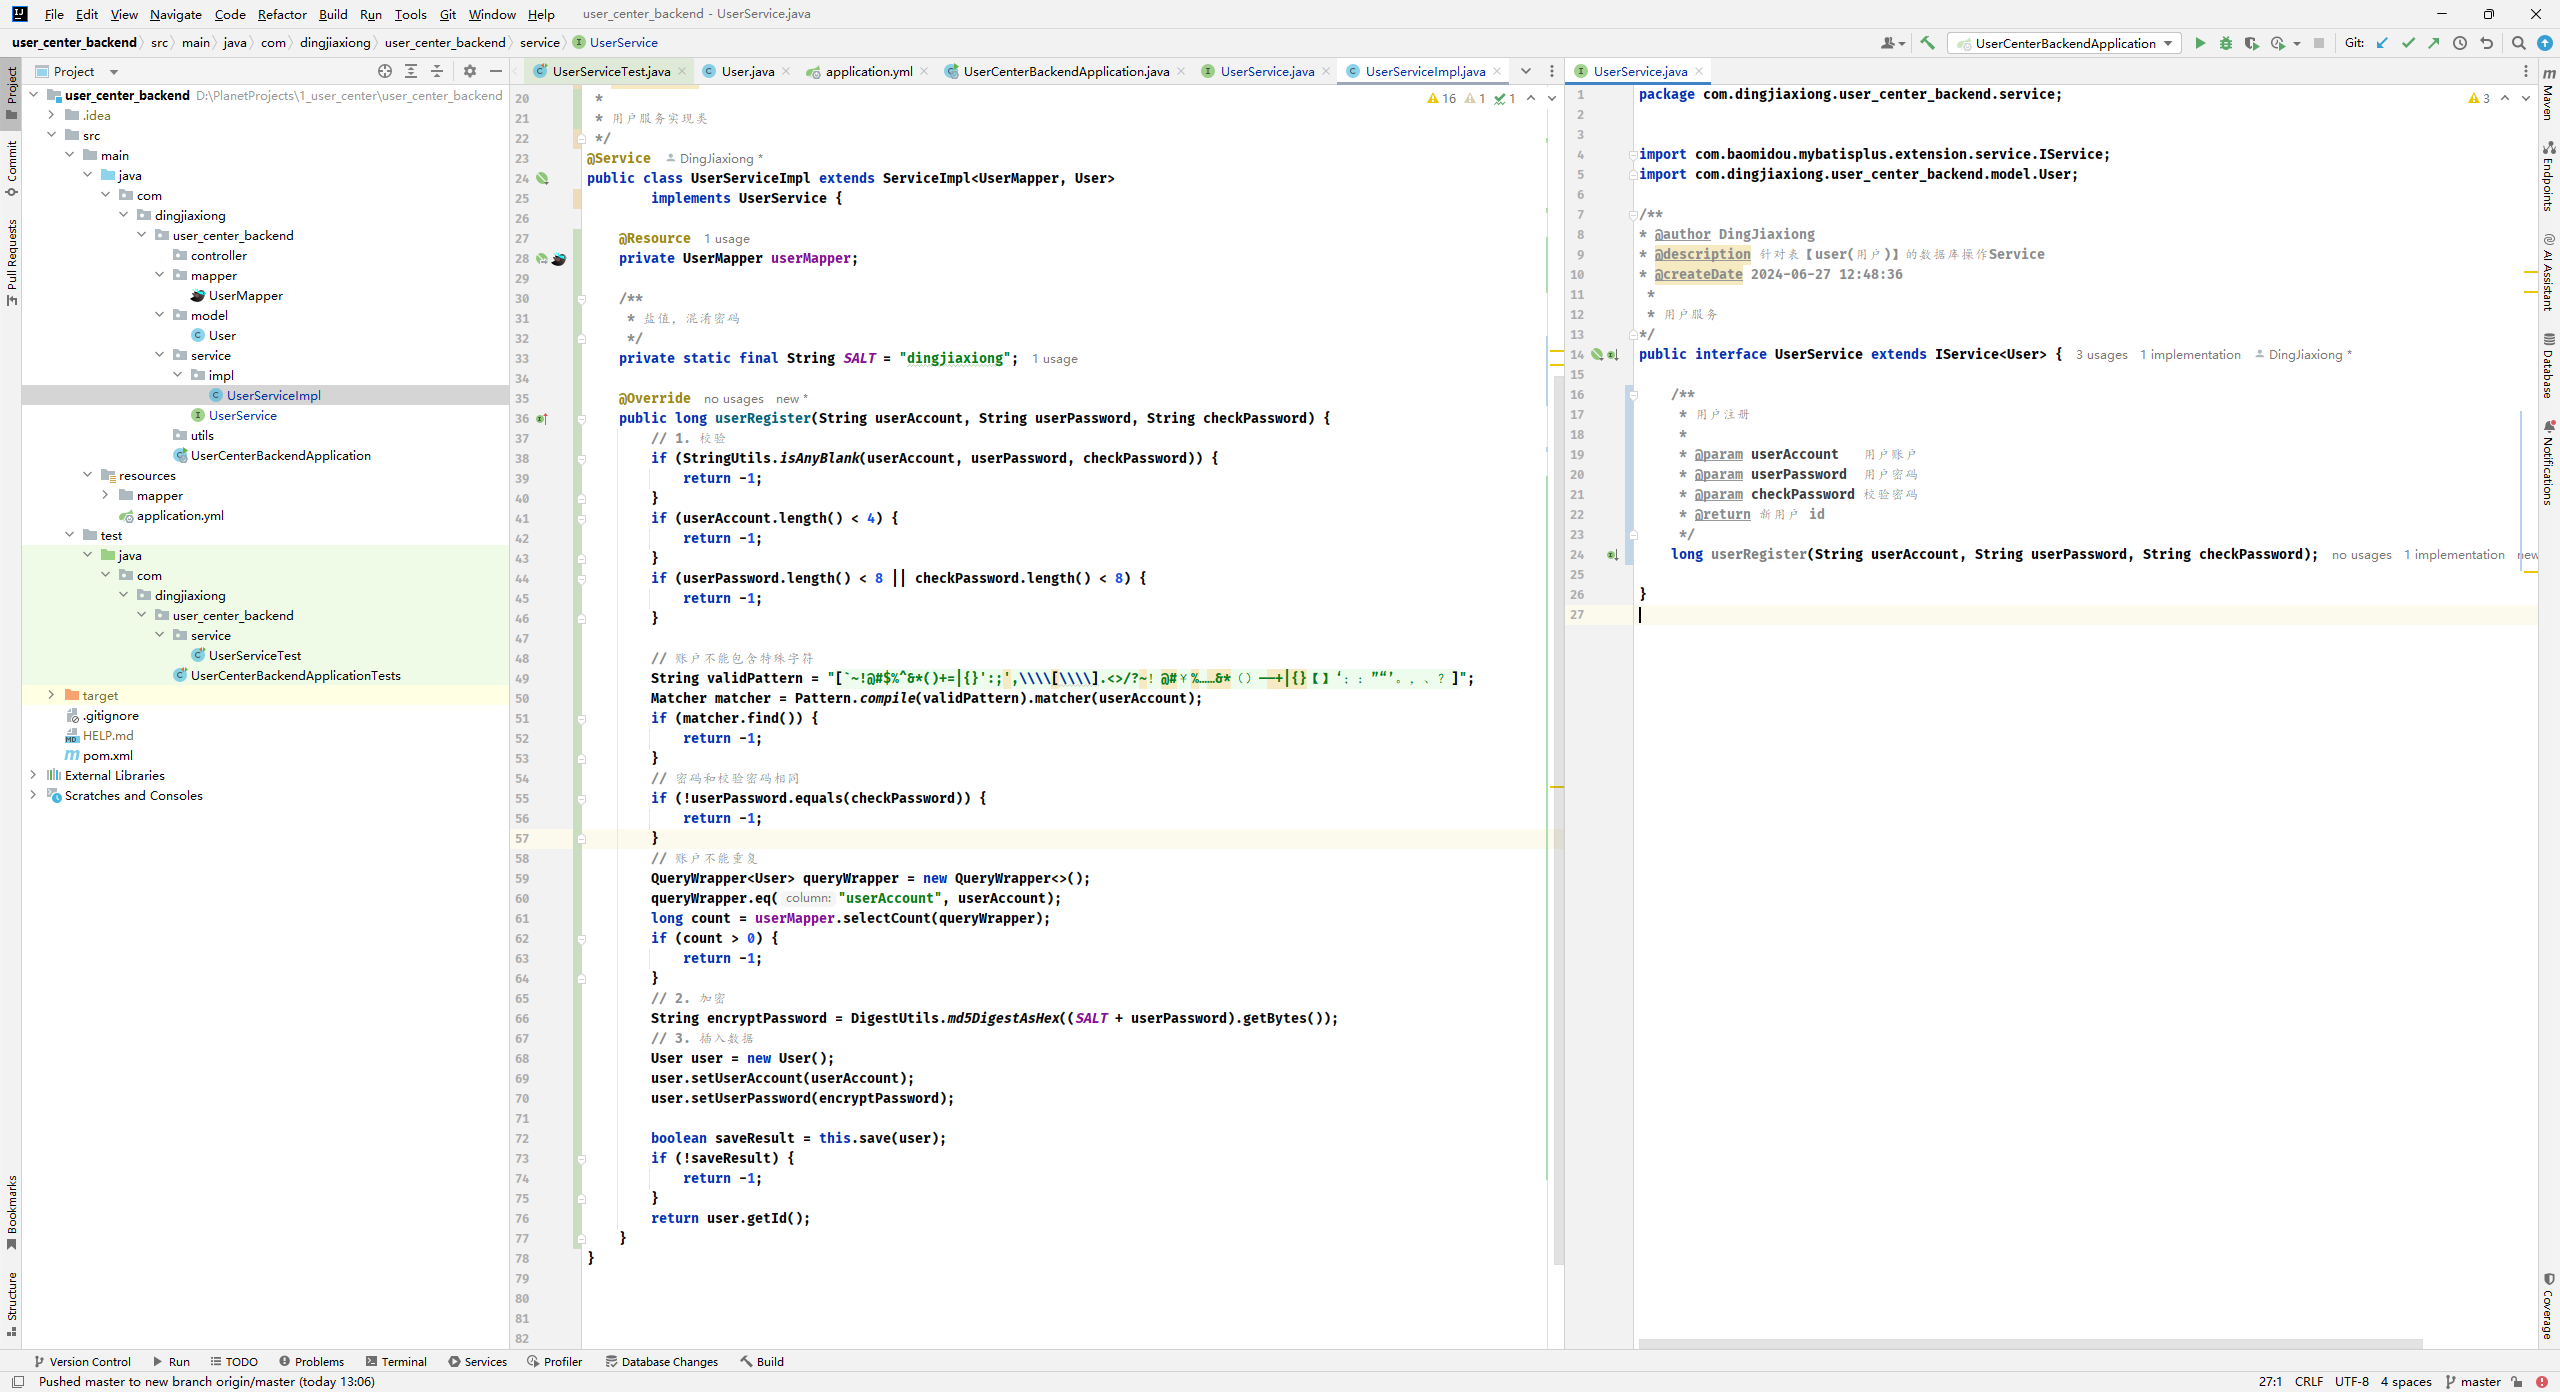 File Edit View Navigate Code Refactor Build Run Tools Git Window Help user_center_backend - UserService.java
user_center_backend src main java com dingjiaxiong user_center_backend service UserService
UserCenterBackendApplication Git:
Project
Commit
Pull Requests
Bookmarks
Structure
Project
user_center_backend D:\PlanetProjects\1_user_center\user_center_backend
.idea
src
main
java
com
dingjiaxiong
user_center_backend
controller
mapper
UserMapper
model
User
service
impl
UserServiceImpl
UserService
utils
UserCenterBackendApplication
resources
mapper
application.yml
test
java
com
dingjiaxiong
user_center_backend
service
UserServiceTest
UserCenterBackendApplicationTests
target
.gitignore
HELP.md
pom.xml
External Libraries
Scratches and Consoles
UserServiceTest.java User.java application.yml UserCenterBackendApplication.java UserService.java UserServiceImpl.java
16 1 1
20 *
21 * 用户服务实现类
22 */
23 @Service DingJiaxiong *
24 public class UserServiceImpl extends ServiceImpl<UserMapper, User>
25 implements UserService {
26
27 @Resource 1 usage
28 private UserMapper userMapper;
29
30 /**
31 * 盐值，混淆密码
32 */
33 private static final String SALT = "dingjiaxiong"; 1 usage
34
35 @Override no usages new *
36 public long userRegister(String userAccount, String userPassword, String checkPassword) {
37 // 1. 校验
38 if (StringUtils.isAnyBlank(userAccount, userPassword, checkPassword)) {
39 return -1;
40 }
41 if (userAccount.length() < 4) {
42 return -1;
43 }
44 if (userPassword.length() < 8 || checkPassword.length() < 8) {
45 return -1;
46 }
47
48 // 账户不能包含特殊字符
49 String validPattern = "[`~!@#$%^&*()+=|{}':;',\\\\[\\\\].<>/?~！@#￥%……&*（）——+|{}【】‘；：”“’。，、？]";
50 Matcher matcher = Pattern.compile(validPattern).matcher(userAccount);
51 if (matcher.find()) {
52 return -1;
53 }
54 // 密码和校验密码相同
55 if (!userPassword.equals(checkPassword)) {
56 return -1;
57 }
58 // 账户不能重复
59 QueryWrapper<User> queryWrapper = new QueryWrapper<>();
60 queryWrapper.eq( column: "userAccount", userAccount);
61 long count = userMapper.selectCount(queryWrapper);
62 if (count > 0) {
63 return -1;
64 }
65 // 2. 加密
66 String encryptPassword = DigestUtils.md5DigestAsHex((SALT + userPassword).getBytes());
67 // 3. 插入数据
68 User user = new User();
69 user.setUserAccount(userAccount);
70 user.setUserPassword(encryptPassword);
71
72 boolean saveResult = this.save(user);
73 if (!saveResult) {
74 return -1;
75 }
76 return user.getId();
77 }
78 }
79
80
81
82
UserService.java
3
1 package com.dingjiaxiong.user_center_backend.service;
2
3
4 import com.baomidou.mybatisplus.extension.service.IService;
5 import com.dingjiaxiong.user_center_backend.model.User;
6
7 /**
8 * @author DingJiaxiong
9 * @description 针对表【user(用户)】的数据库操作Service
10 * @createDate 2024-06-27 12:48:36
11 *
12 * 用户服务
13 */
14 public interface UserService extends IService<User> { 3 usages 1 implementation DingJiaxiong *
15
16 /**
17 * 用户注册
18 *
19 * @param userAccount 用户账户
20 * @param userPassword 用户密码
21 * @param checkPassword 校验密码
22 * @return 新用户 id
23 */
24 long userRegister(String userAccount, String userPassword, String checkPassword); no usages 1 implementation new
25
26 }
27
Maven
Endpoints
AI Assistant
Database
Notifications
Coverage
Version Control Run TODO Problems Terminal Services Profiler Database Changes Build
Pushed master to new branch origin/master (today 13:06) 27:1 CRLF UTF-8 4 spaces master